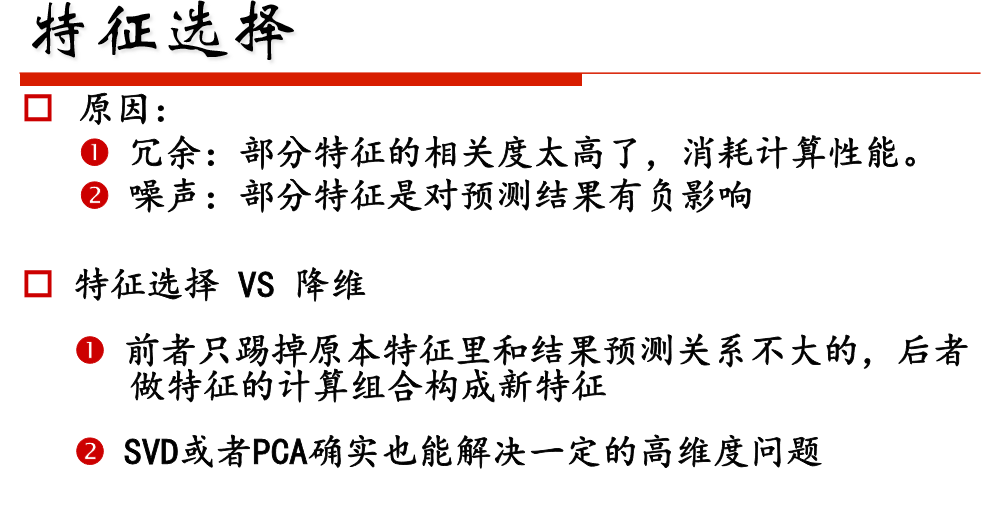 特征选择
原因：
❶ 冗余：部分特征的相关度太高了，消耗计算性能。
❷ 噪声：部分特征是对预测结果有负影响
特征选择 VS 降维
❶ 前者只踢掉原本特征里和结果预测关系不大的，后者
做特征的计算组合构成新特征
❷ SVD或者PCA确实也能解决一定的高维度问题